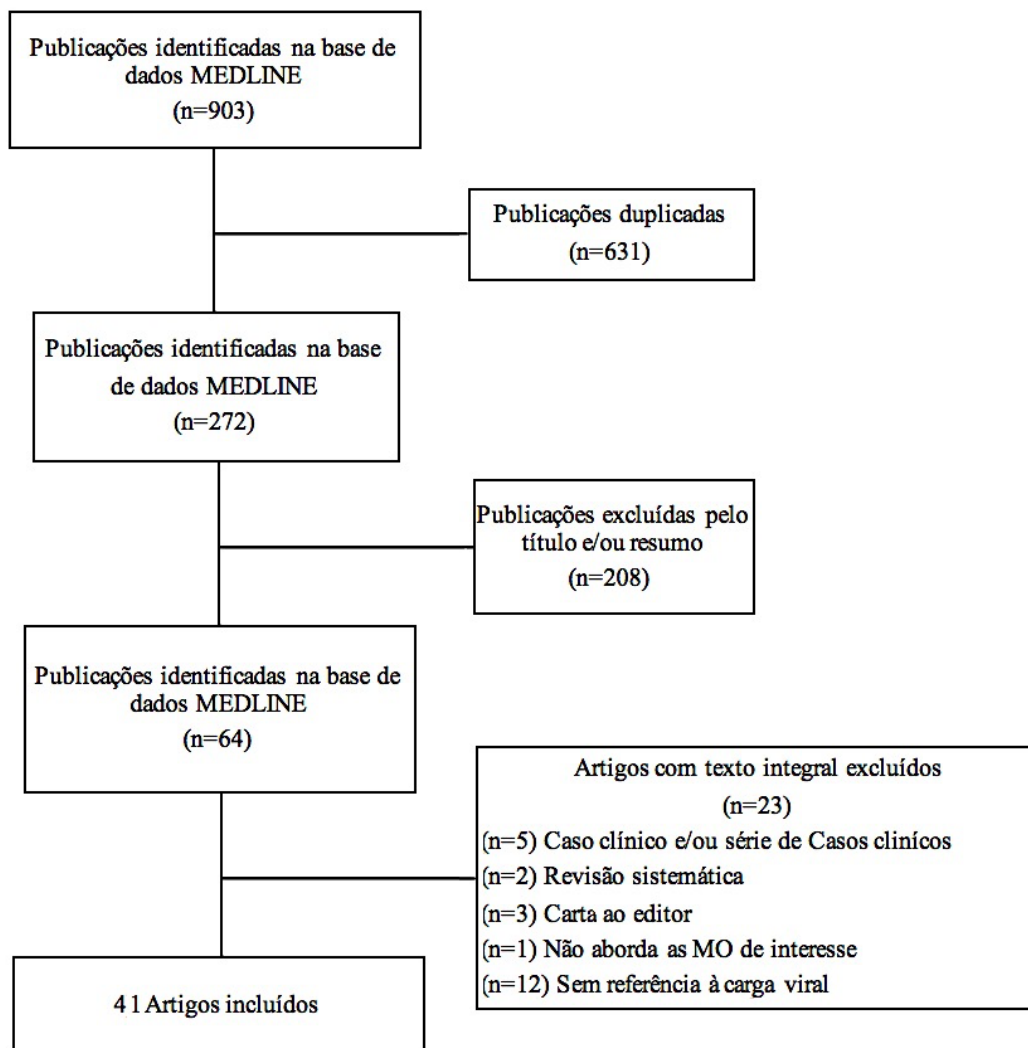 Publicações identificadas na base de
dados MEDLINE
(n=903)
Publicações duplicadas
(n=631)
Publicações identificadas na base
de dados MEDLINE
(n=272)
Publicações excluídas pelo
título e/ou resumo
(n=208)
Publicações identificadas na base de
dados MEDLINE
(n=64)
Artigos com texto integral excluídos
(n=23)
(n=5) Caso clínico e/ou série de Casos clinícos
(n=2) Revisão sistemática
(n=3) Carta ao editor
(n=1) Não aborda as MO de interesse
(n=12) Sem referência à carga viral
41 Artigos incluídos